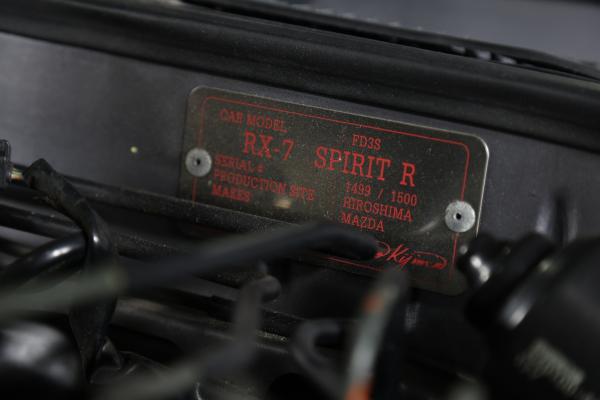 CAR MODEL FD3S
RX-7 SPIRIT R
SERIAL # 1499 / 1500
PRODUCTION SITE HIROSHIMA
MAKES MAZDA